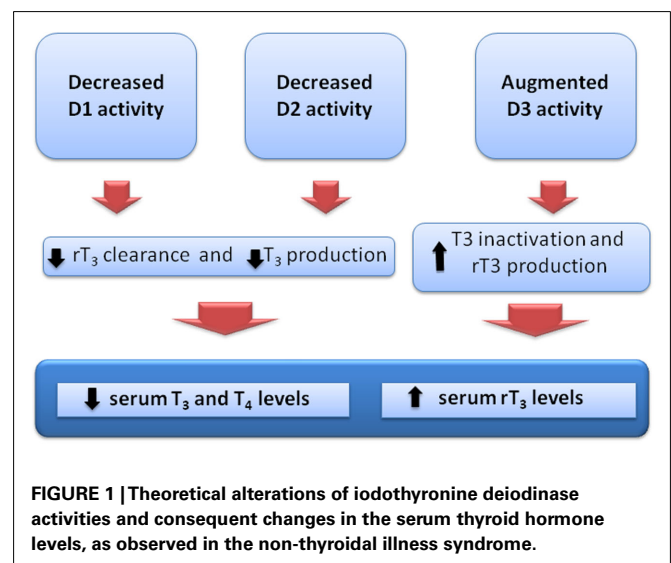 Decreased
D1 activity
Decreased
D2 activity
Augmented
D3 activity
rT3 clearance and T3 production
T3 inactivation and
rT3 production
serum T3 and T4 levels
serum rT3 levels
FIGURE 1 | Theoretical alterations of iodothyronine deiodinase
activities and consequent changes in the serum thyroid hormone
levels, as observed in the non-thyroidal illness syndrome.